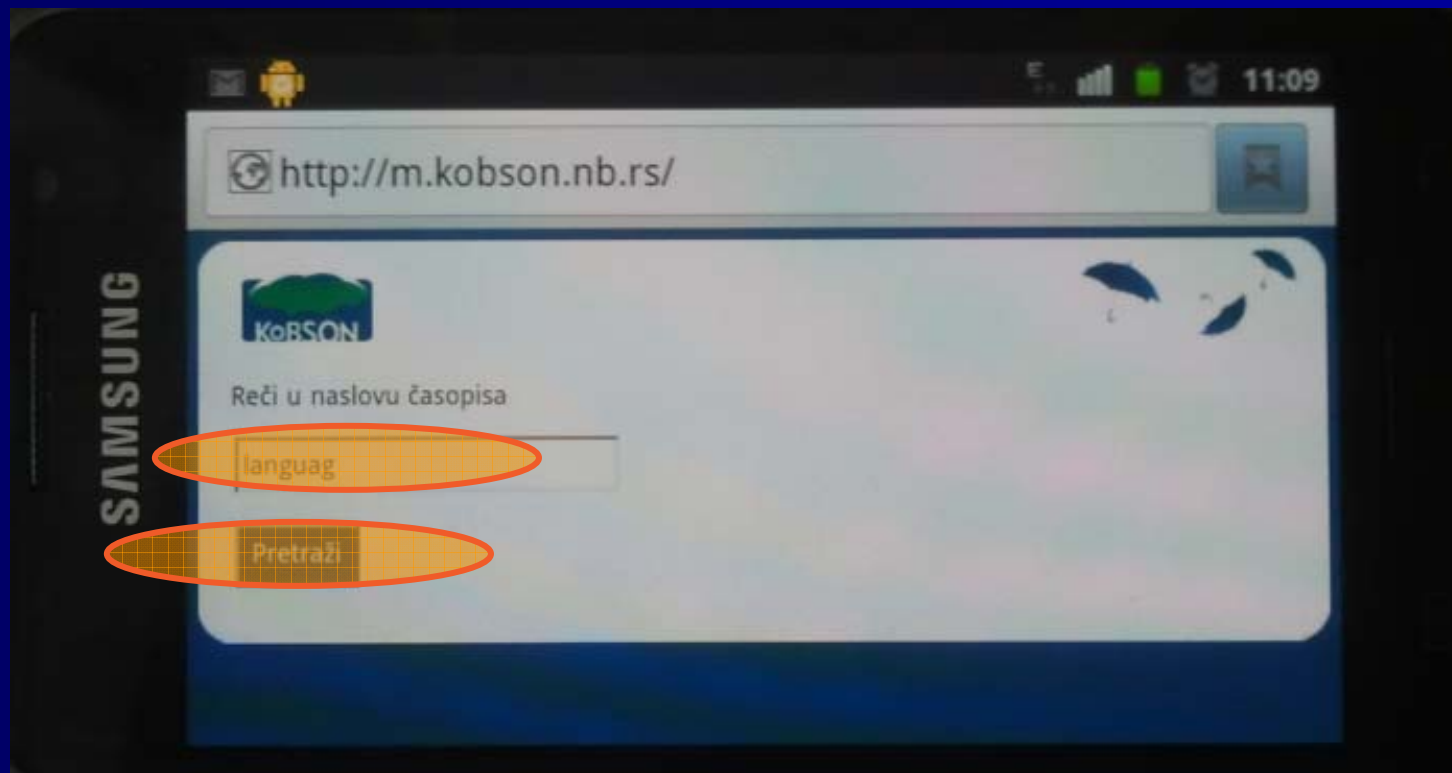 11:09
http://m.kobson.nb.rs/
KoBSON
Reči u naslovu časopisa
languag
Pretraži
SAMSUNG